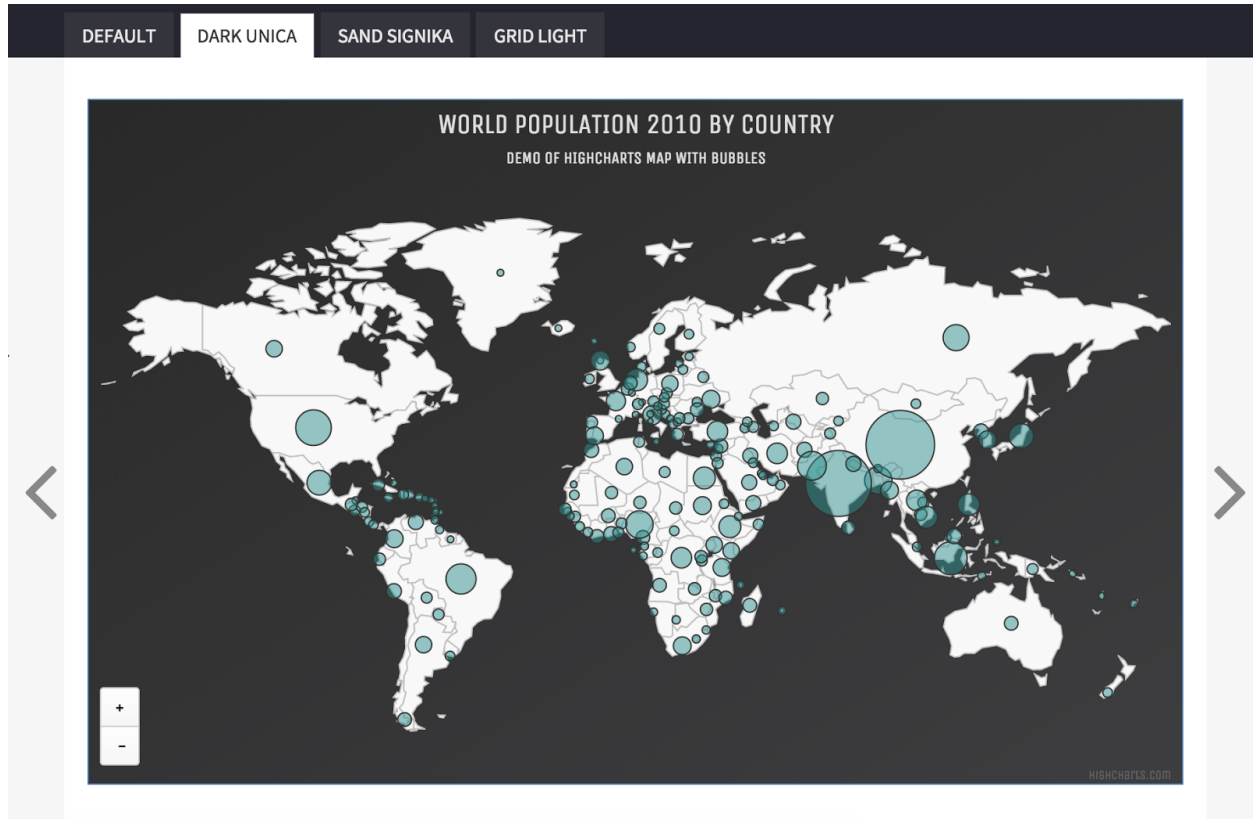 DEFAULT DARK UNICA SAND SIGNIKA GRID LIGHT
WORLD POPULATION 2010 BY COUNTRY
DEMO OF HIGHCHARTS MAP WITH BUBBLES
+
−
HIGHCHARTS.COM